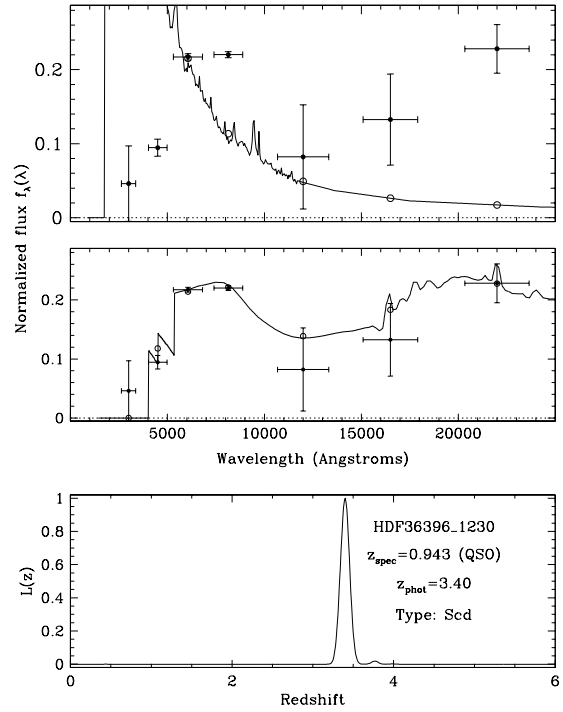 0.2
0.1
0
Normalized flux f_λ(λ)
0.2
0.1
0
5000 10000 15000 20000
Wavelength (Angstroms)
1
0.8
0.6
0.4
0.2
0
L(z)
HDF36396_1230
z_spec=0.943 (QSO)
z_phot=3.40
Type: Scd
0 2 4 6
Redshift